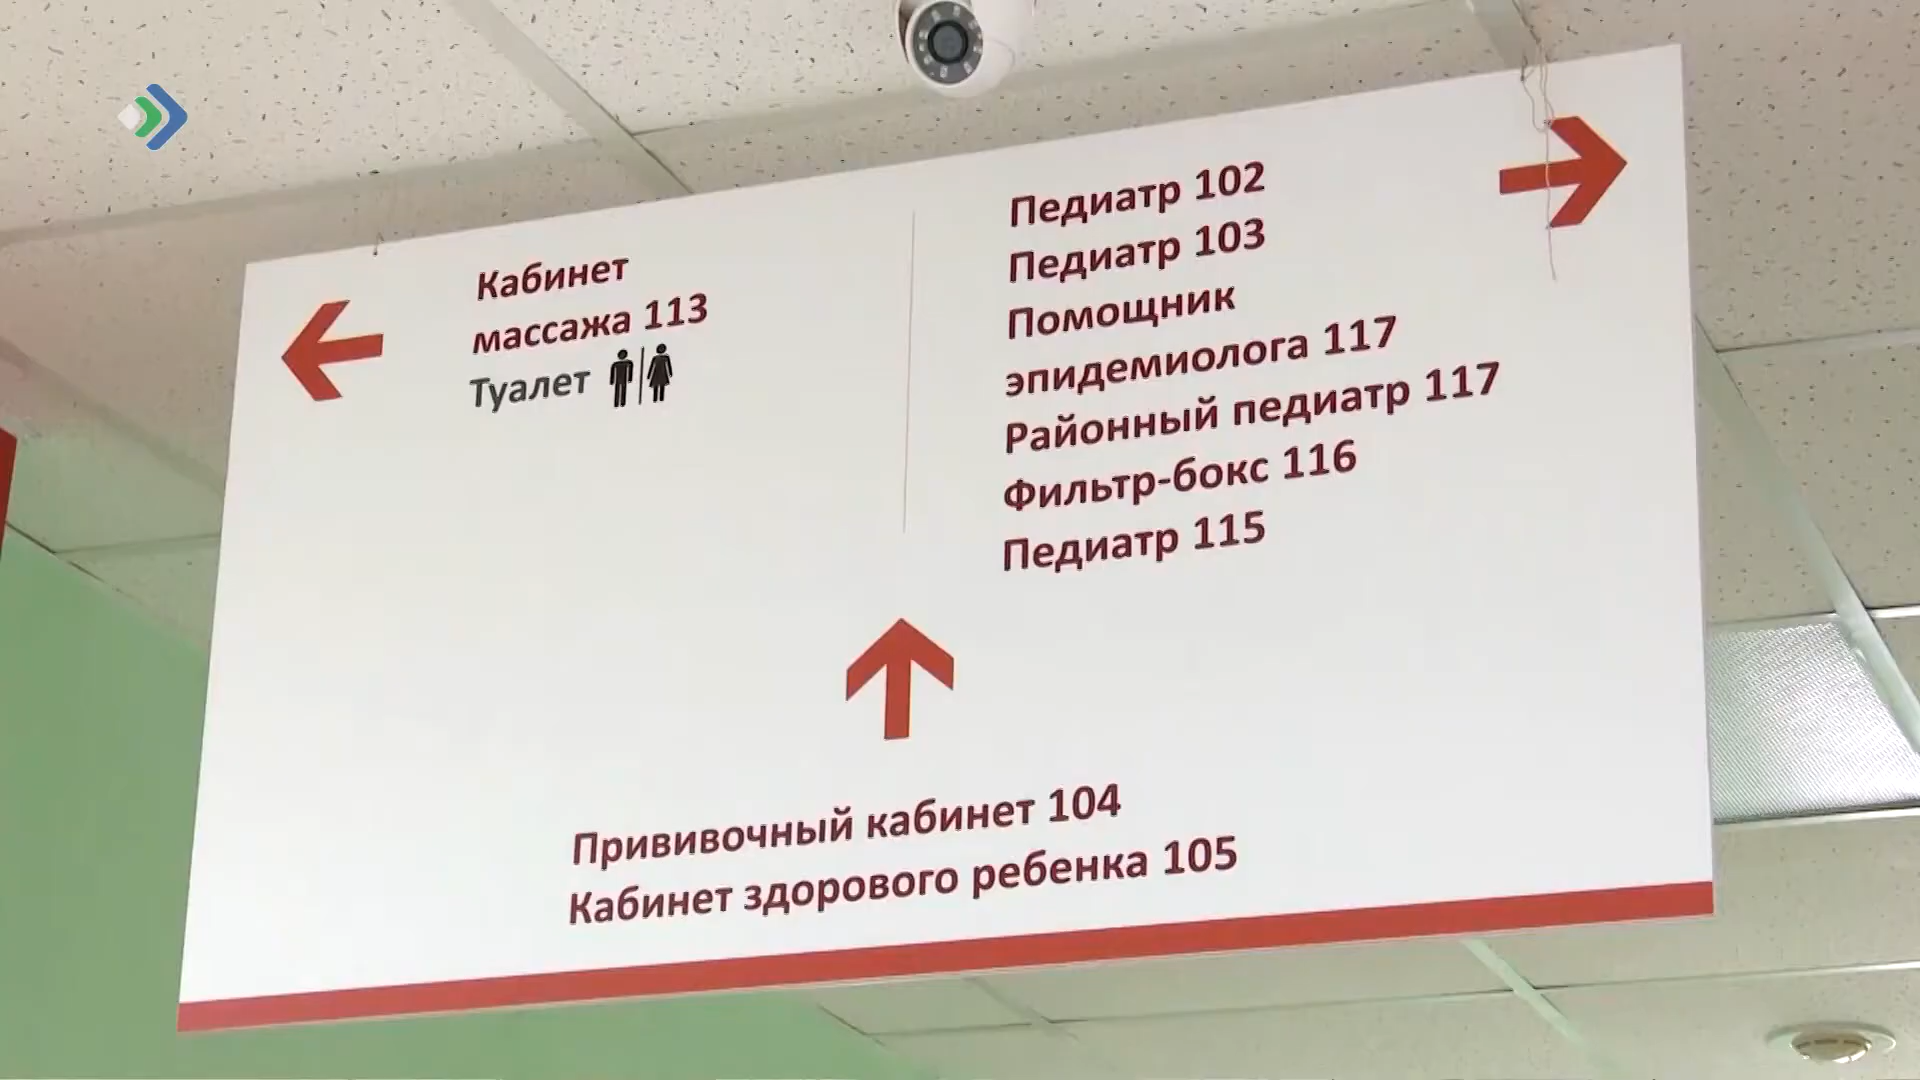 Кабинет
массажа 113
Туалет
Педиатр 102
Педиатр 103
Помощник
эпидемиолога 117
Районный педиатр 117
Фильтр-бокс 116
Педиатр 115
Прививочный кабинет 104
Кабинет здорового ребенка 105